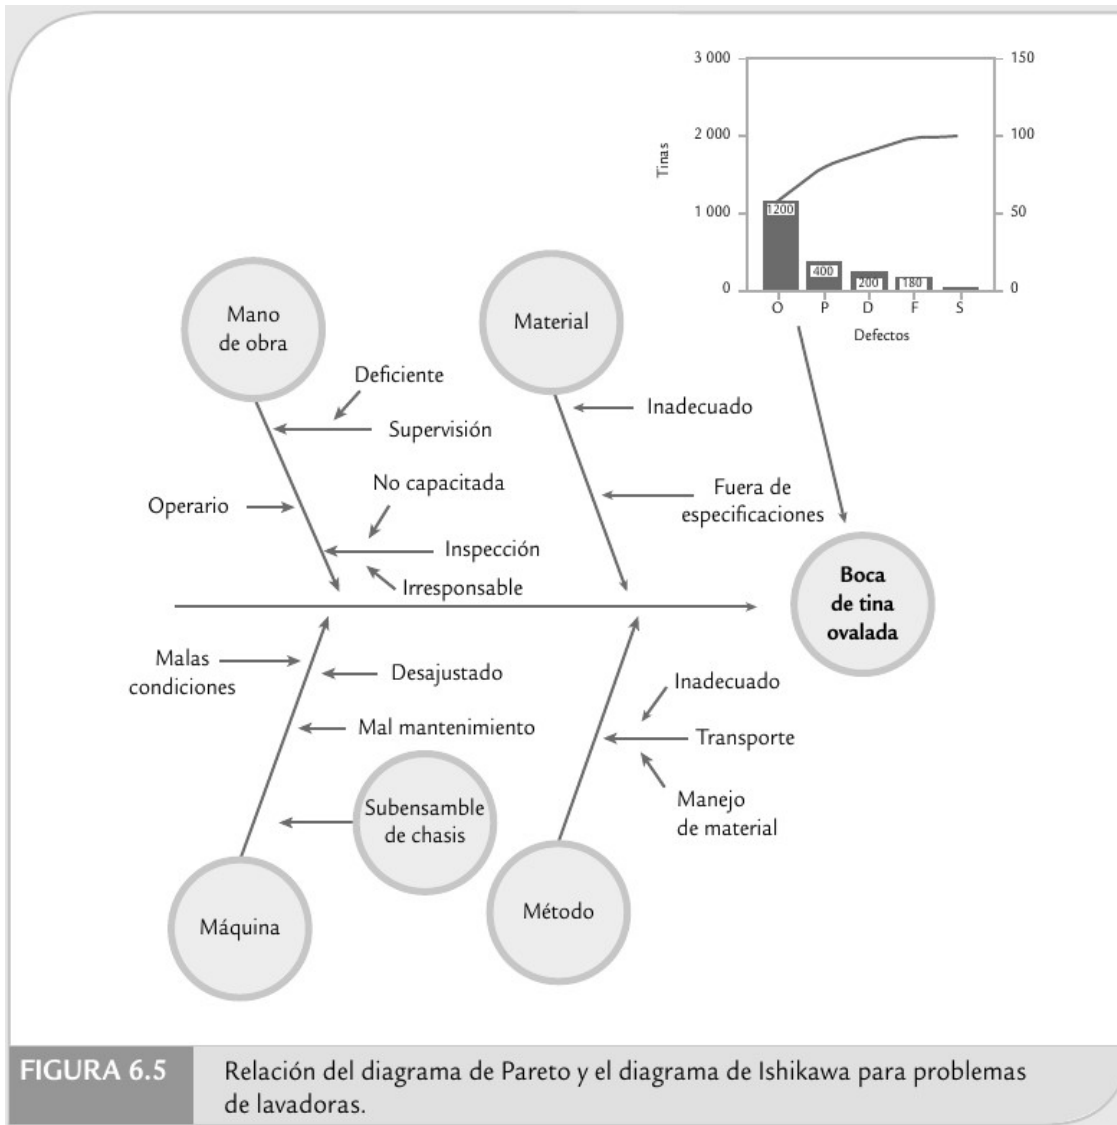 3 000
2 000
1 000
0
Tinas
150
100
50
0
1200
400
200
180
O P D F S
Defectos
Mano
de obra
Material
Deficiente
Supervisión
Inadecuado
Operario
No capacitada
Inspección
Irresponsable
Fuera de
especificaciones
Boca
de tina
ovalada
Malas
condiciones
Desajustado
Mal mantenimiento
Subensamble
de chasis
Máquina
Inadecuado
Transporte
Manejo
de material
Método
FIGURA 6.5
Relación del diagrama de Pareto y el diagrama de Ishikawa para problemas
de lavadoras.